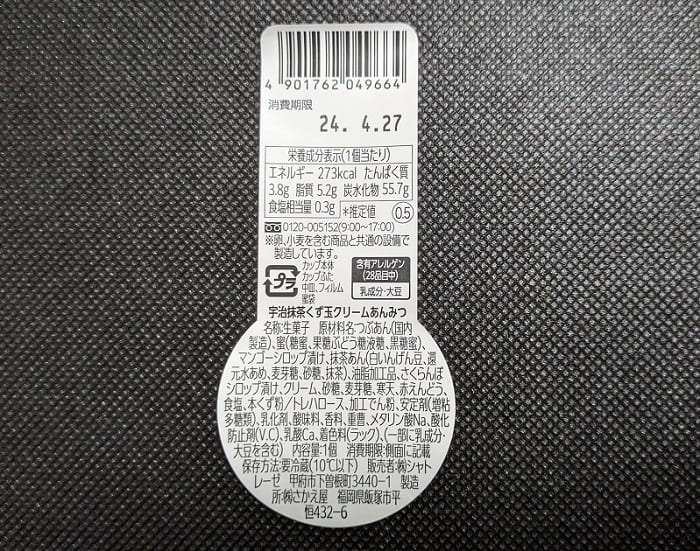 4 901762 049664
消費期限
24. 4.27
栄養成分表示(1個当たり)
エネルギー 273kcal たんぱく質
3.8g 脂質 5.2g 炭水化物 55.7g
食塩相当量 0.3g *推定値 0.5
0120-005152(9:00~17:00)
※卵、小麦を含む商品と共通の設備で
製造しています。
プラ
カップ本体
カップふた
中皿、フィルム
蜜袋
含有アレルゲン
(28品目中)
乳成分・大豆
宇治抹茶くず玉クリームあんみつ
名称:生菓子 原材料名:つぶあん(国内
製造)、蜜(糖蜜、果糖ぶどう糖液糖、黒糖蜜)、
マンゴーシロップ漬け、抹茶あん(白いんげん豆、還
元水あめ、麦芽糖、砂糖、抹茶)、油脂加工品、さくらんぼ
シロップ漬け、クリーム、砂糖、麦芽糖、寒天、赤えんどう、
食塩、本くず粉/トレハロース、加工でん粉、安定剤(増粘
多糖類)、乳化剤、酸味料、香料、重曹、メタリン酸Na、酸化
防止剤(V.C)、乳酸Ca、着色料(ラック)、(一部に乳成分・
大豆を含む) 内容量:1個 消費期限:側面に記載
保存方法:要冷蔵(10℃以下) 販売者:㈱シャト
レーゼ 甲府市下曽根町3440-1 製造
所:㈱さかえ屋 福岡県飯塚市平
恒432-6